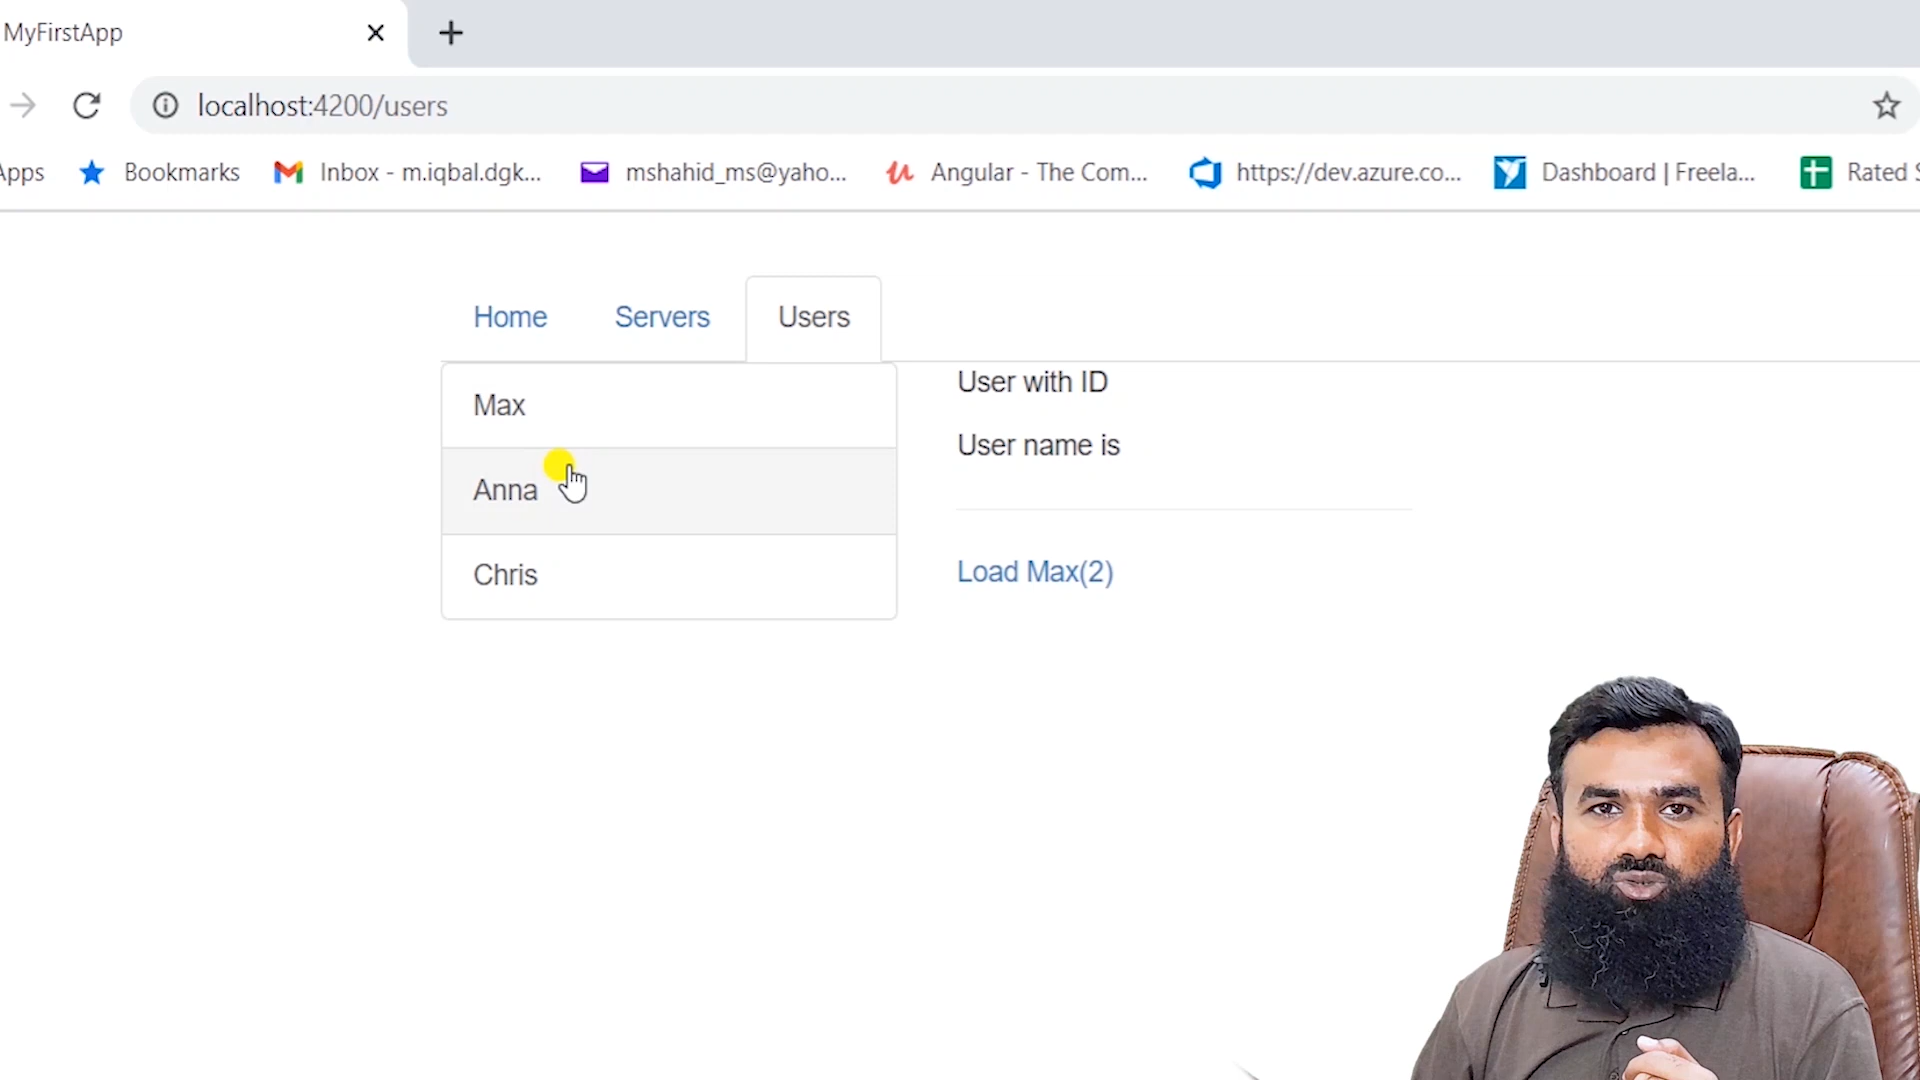 MyFirstApp
localhost:4200/users
Apps Bookmarks Inbox - m.iqbal.dgk... mshahid_ms@yaho... Angular - The Com... https://dev.azure.co... Dashboard | Freela... Rated S
Home Servers Users
Max
Anna
Chris
User with ID
User name is
Load Max(2)